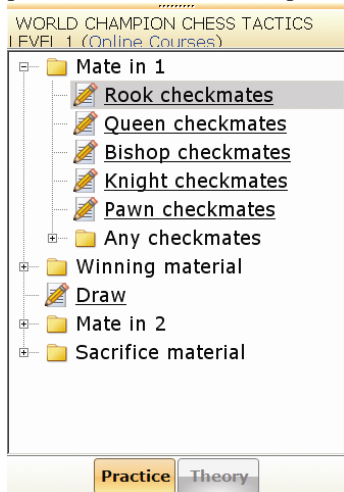 WORLD CHAMPION CHESS TACTICS
LEVEL 1 (Online Courses)
Mate in 1
Rook checkmates
Queen checkmates
Bishop checkmates
Knight checkmates
Pawn checkmates
Any checkmates
Winning material
Draw
Mate in 2
Sacrifice material
Practice Theory